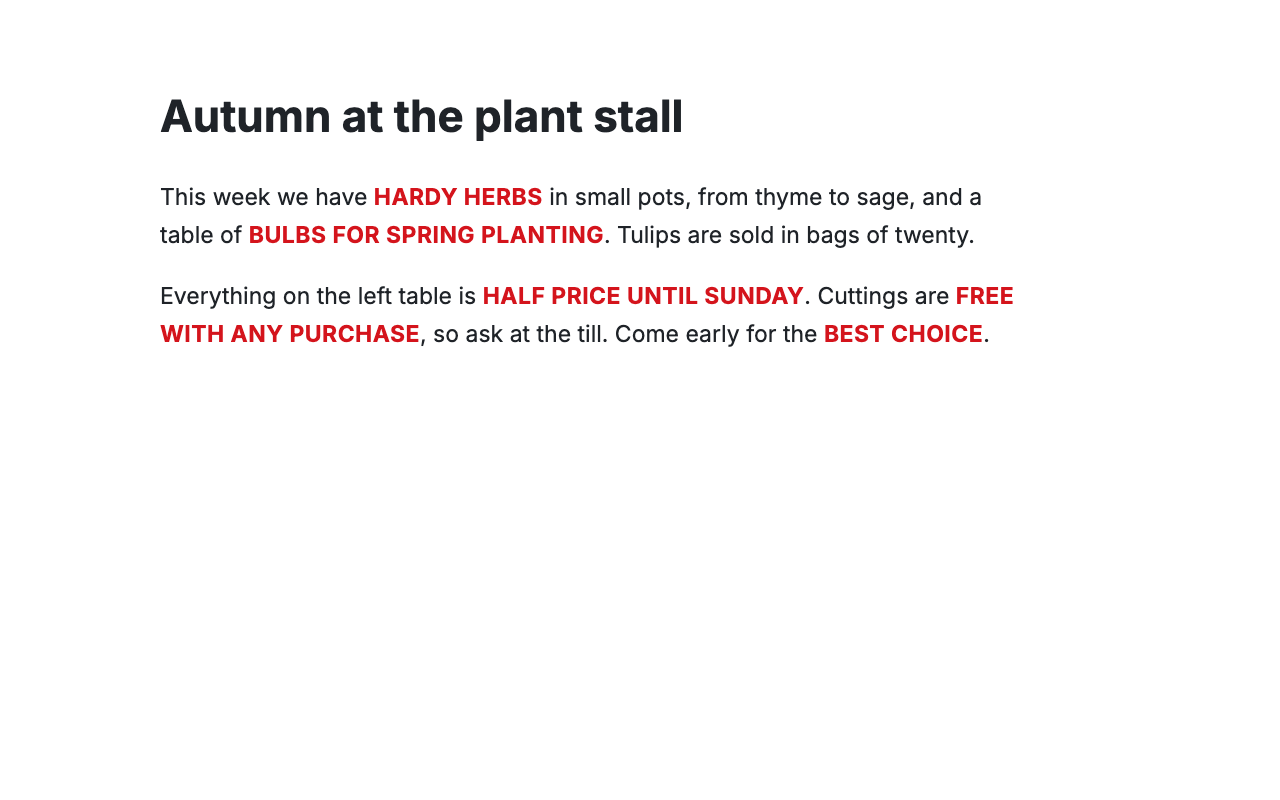 Autumn at the plant stall
This week we have HARDY HERBS in small pots, from thyme to sage, and a
table of BULBS FOR SPRING PLANTING. Tulips are sold in bags of twenty.
Everything on the left table is HALF PRICE UNTIL SUNDAY. Cuttings are FREE
WITH ANY PURCHASE, so ask at the till. Come early for the BEST CHOICE.